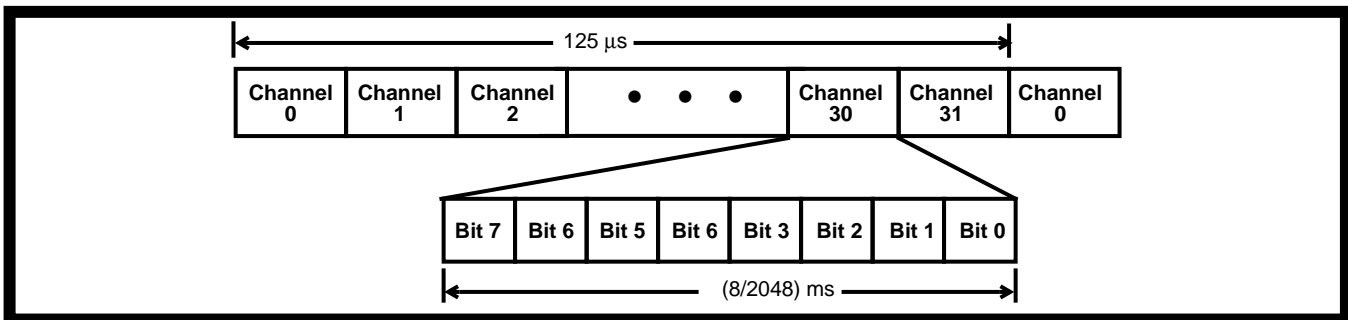 125 μs
Channel 0
Channel 1
Channel 2
• • •
Channel 30
Channel 31
Channel 0
Bit 7
Bit 6
Bit 5
Bit 6
Bit 3
Bit 2
Bit 1
Bit 0
(8/2048) ms